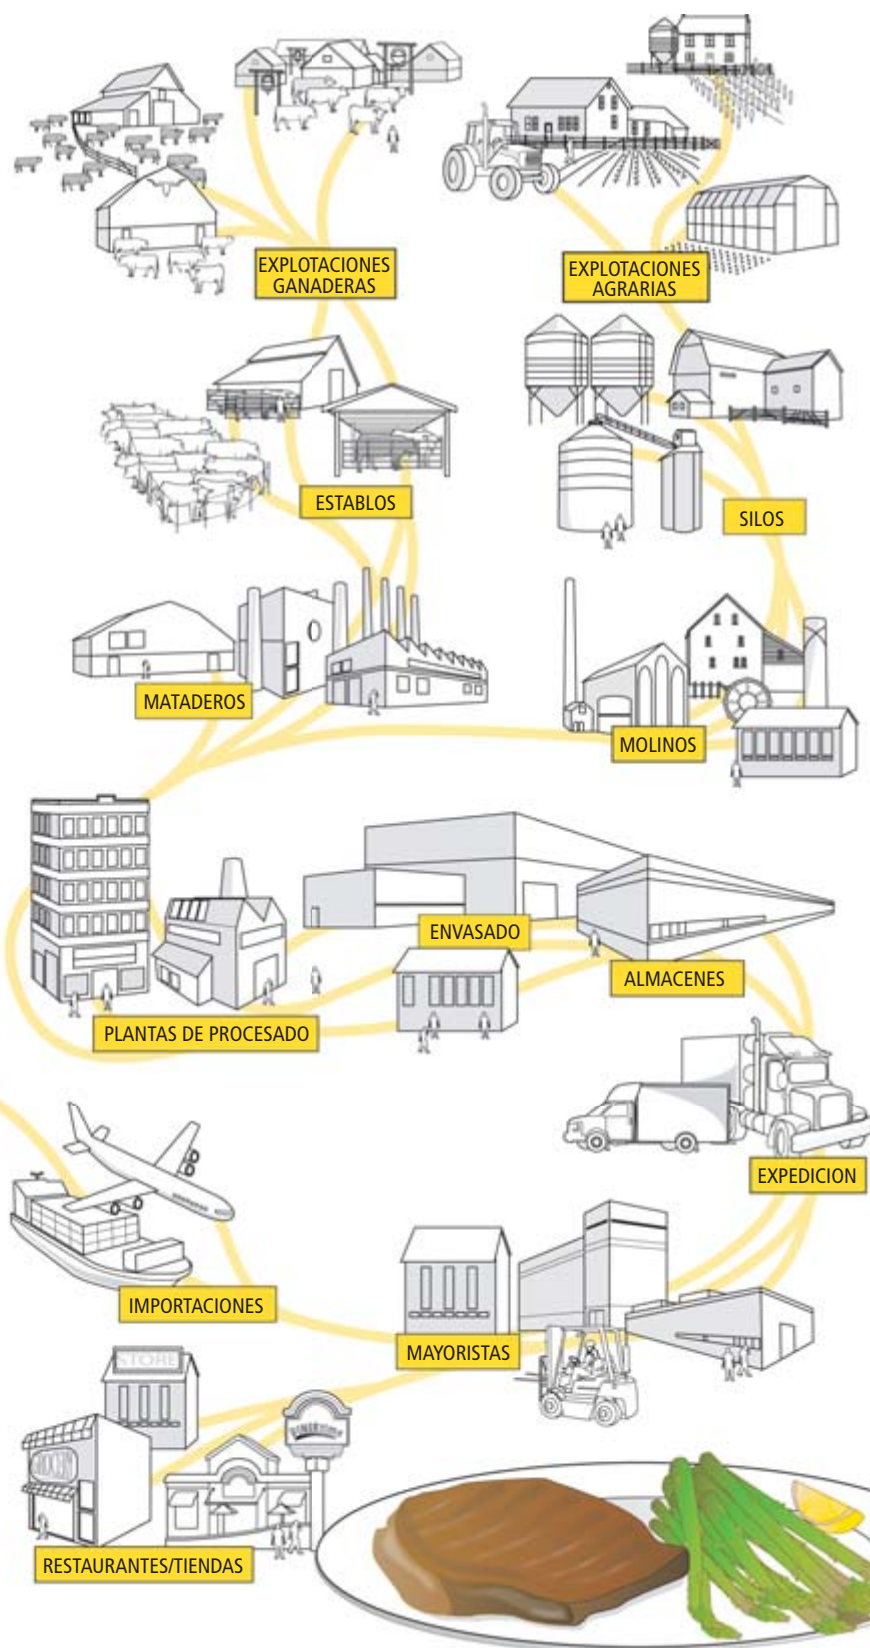 EXPLOTACIONES
GANADERAS
EXPLOTACIONES
AGRARIAS
ESTABLOS
SILOS
MATADEROS
MOLINOS
ENVASADO
ALMACENES
PLANTAS DE PROCESADO
EXPEDICION
IMPORTACIONES
MAYORISTAS
STORE
GROCERY
RESTAURANTES/TIENDAS